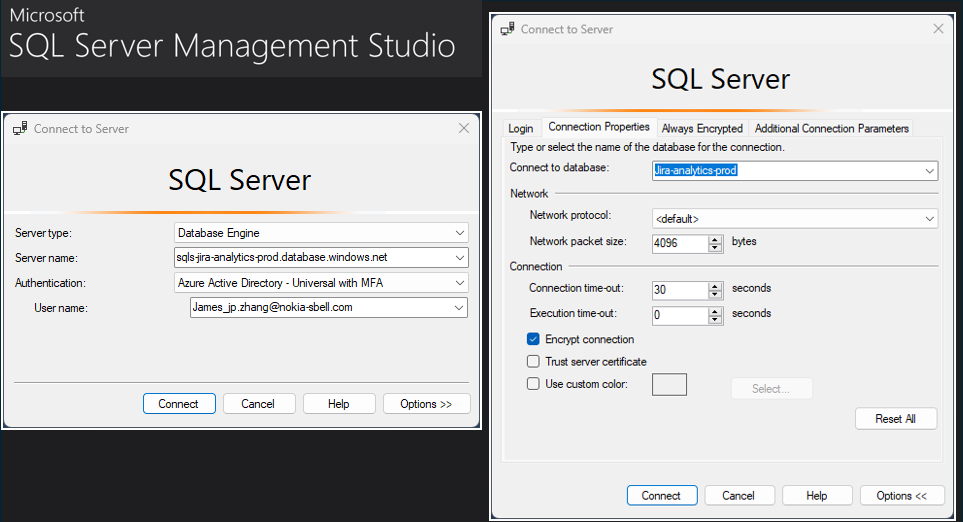 Microsoft
SQL Server Management Studio
Connect to Server
SQL Server
Server type: Database Engine
Server name: sqls-jira-analytics-prod.database.windows.net
Authentication: Azure Active Directory - Universal with MFA
User name: James_jp.zhang@nokia-sbell.com
Connect Cancel Help Options >>
Connect to Server
SQL Server
Login Connection Properties Always Encrypted Additional Connection Parameters
Type or select the name of the database for the connection.
Connect to database: Jira-analytics-prod
Network
Network protocol: <default>
Network packet size: 4096 bytes
Connection
Connection time-out: 30 seconds
Execution time-out: 0 seconds
Encrypt connection
Trust server certificate
Use custom color: Select...
Reset All
Connect Cancel Help Options <<